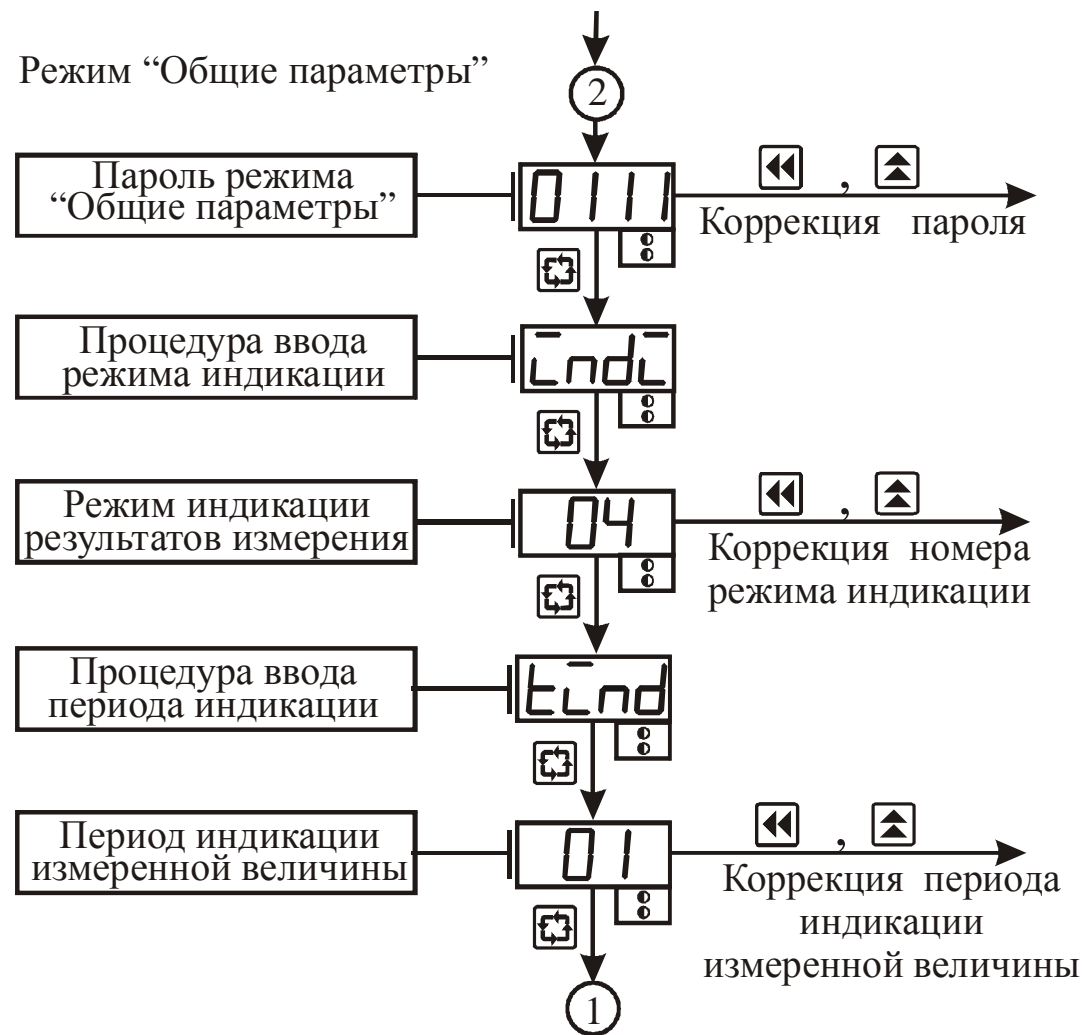 Режим “Общие параметры”
2
Пароль режима
“Общие параметры”
0111
,
Коррекция пароля
Процедура ввода
режима индикации
indi
Режим индикации
результатов измерения
04
,
Коррекция номера
режима индикации
Процедура ввода
периода индикации
tind
Период индикации
измеренной величины
01
,
Коррекция периода
индикации
измеренной величины
1